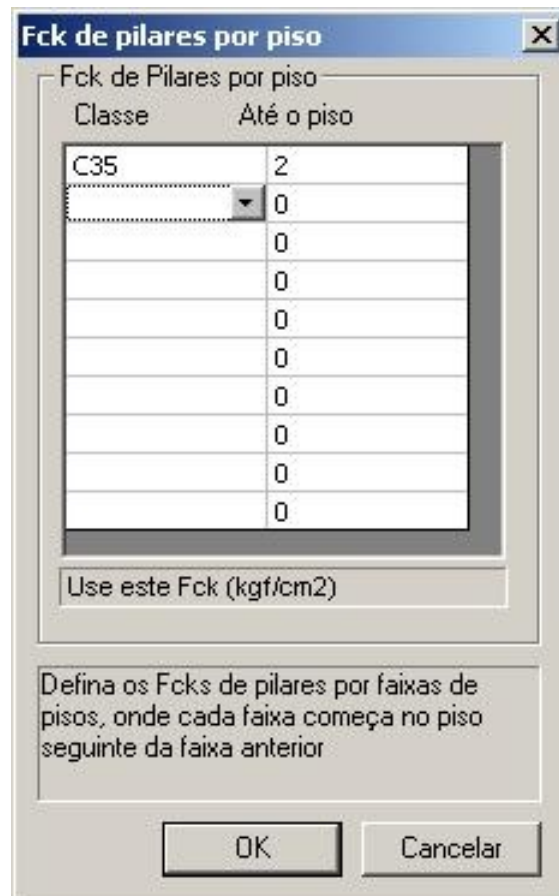 Fck de pilares por piso
Fck de Pilares por piso
Classe Até o piso
C35 2
0
0
0
0
0
0
0
0
0
Use este Fck (kgf/cm2)
Defina os Fcks de pilares por faixas de
pisos, onde cada faixa começa no piso
seguinte da faixa anterior
OK Cancelar